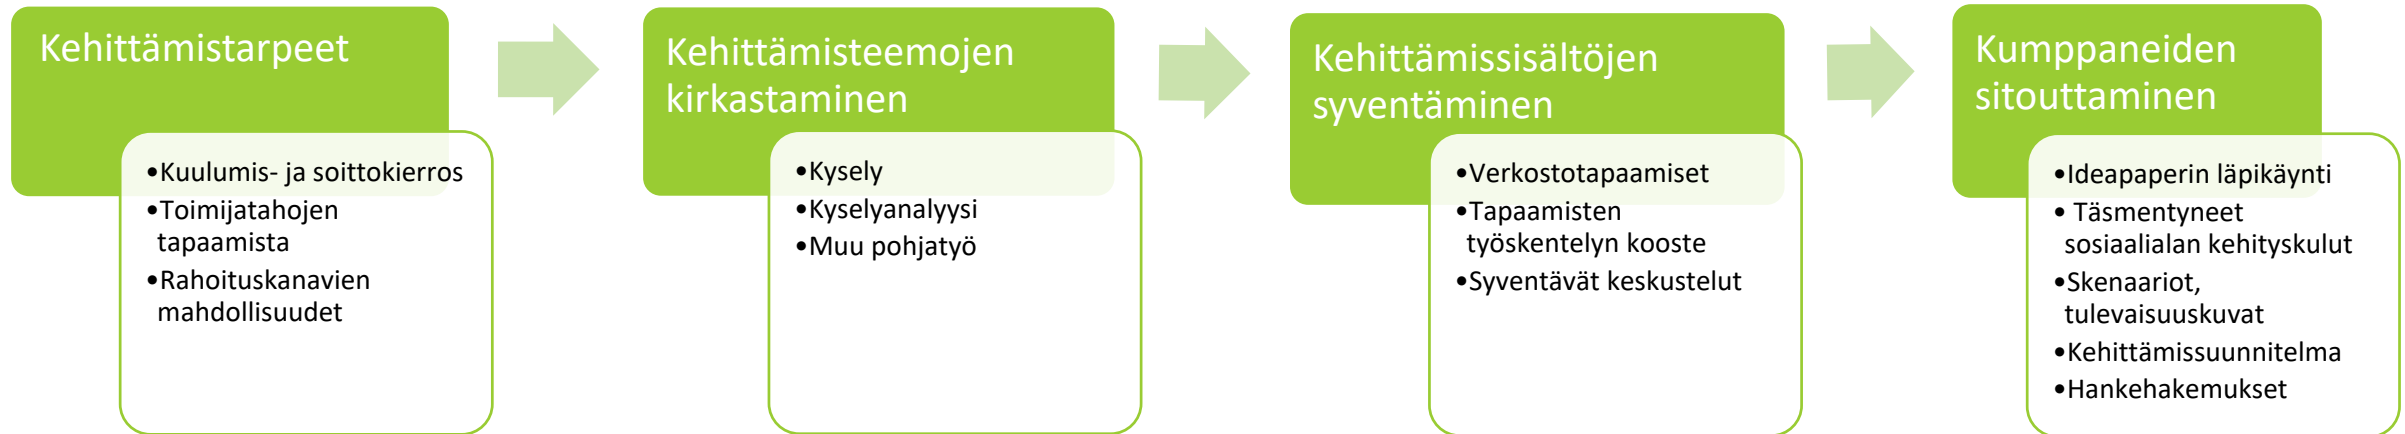 Kehittämistarpeet
•Kuulumis- ja soittokierros
•Toimijatahojen
tapaamista
•Rahoituskanavien
mahdollisuudet
Kehittämisteemojen
kirkastaminen
•Kysely
•Kyselyanalyysi
•Muu pohjatyö
Kehittämissisältöjen
syventäminen
•Verkostotapaamiset
•Tapaamisten
työskentelyn kooste
•Syventävät keskustelut
Kumppaneiden
sitouttaminen
•Ideapaperin läpikäynti
• Täsmentyneet
sosiaalialan kehityskulut
•Skenaariot,
tulevaisuuskuvat
•Kehittämissuunnitelma
•Hankehakemukset